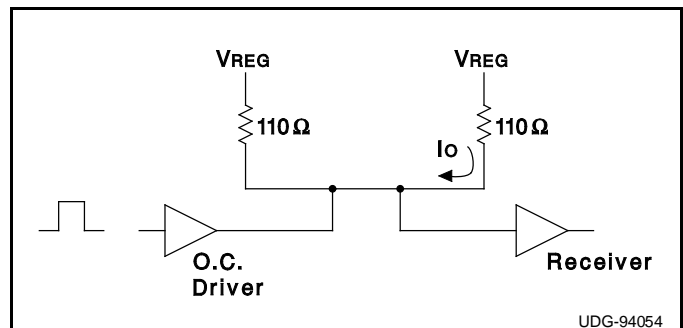 VREG
VREG
110Ω
110Ω
Io
O.C.
Driver
Receiver
UDG-94054